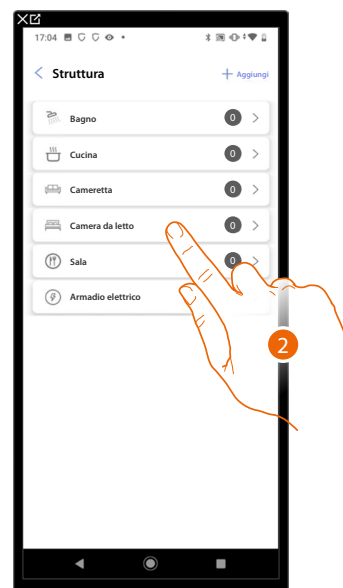 17:04
Struttura
Aggiungi
Bagno 0
Cucina 0
Cameretta 0
Camera da letto 0
Sala 0
Armadio elettrico
2